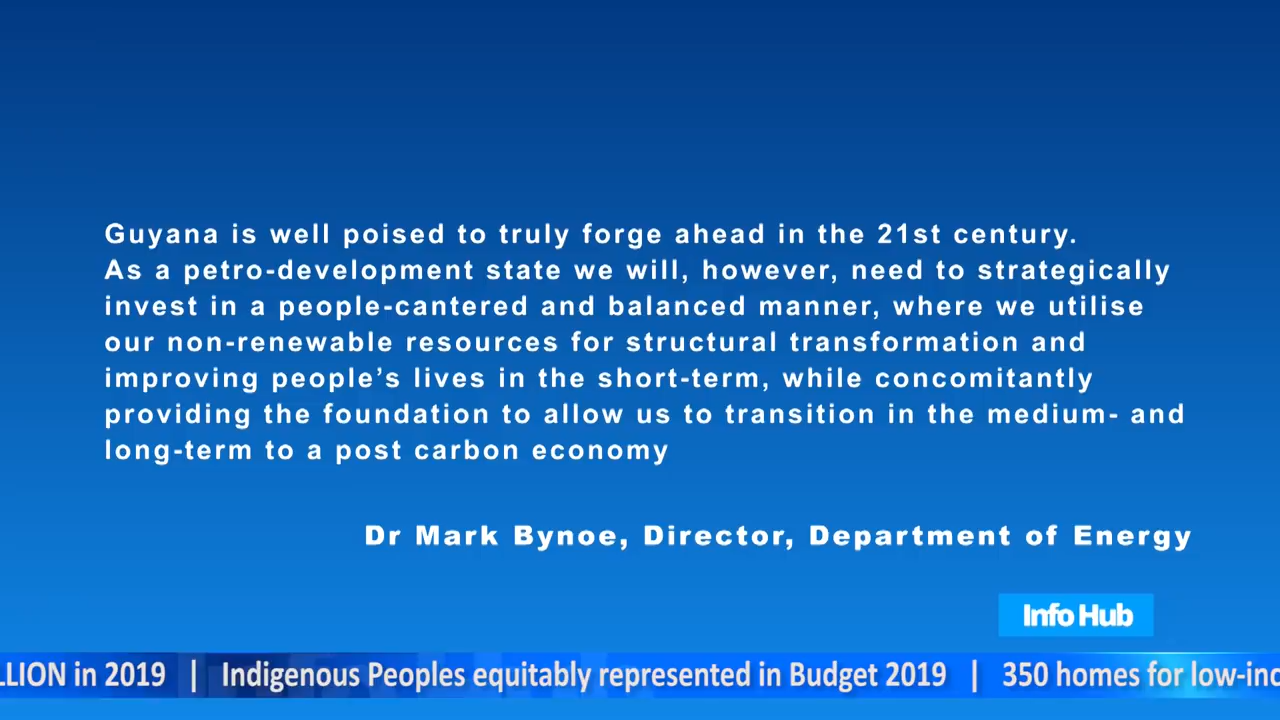 Guyana is well poised to truly forge ahead in the 21st century.
As a petro-development state we will, however, need to strategically
invest in a people-cantered and balanced manner, where we utilise
our non-renewable resources for structural transformation and
improving people’s lives in the short-term, while concomitantly
providing the foundation to allow us to transition in the medium- and
long-term to a post carbon economy
Dr Mark Bynoe, Director, Department of Energy
Info Hub
LLION in 2019 | Indigenous Peoples equitably represented in Budget 2019 | 350 homes for low-inc